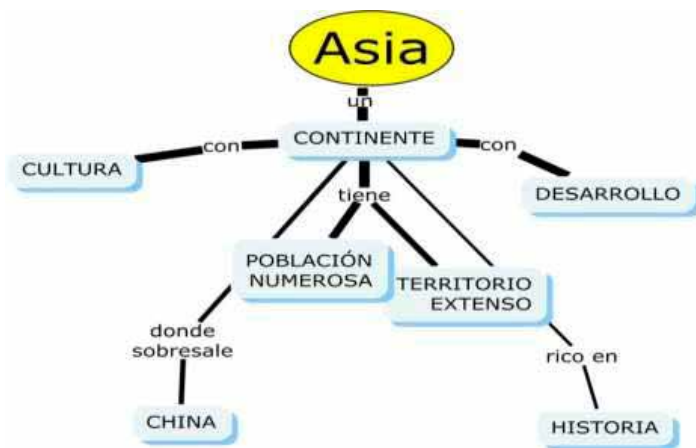 Asia
un
CONTINENTE
con
con
CULTURA
DESARROLLO
tiene
POBLACIÓN
NUMEROSA
TERRITORIO
EXTENSO
donde
sobresale
rico en
CHINA
HISTORIA